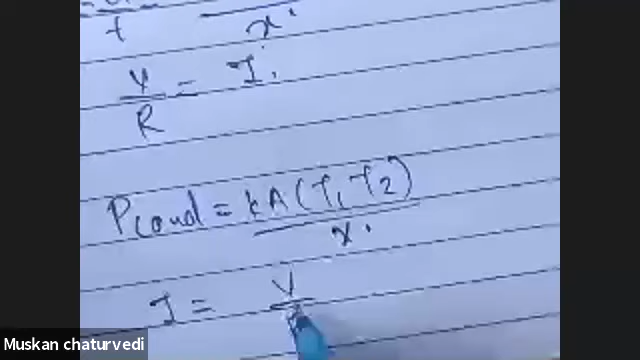 t x.
V/R = I.
Pcond = kA(T1 T2)/x.
I = V/R
Muskan chaturvedi